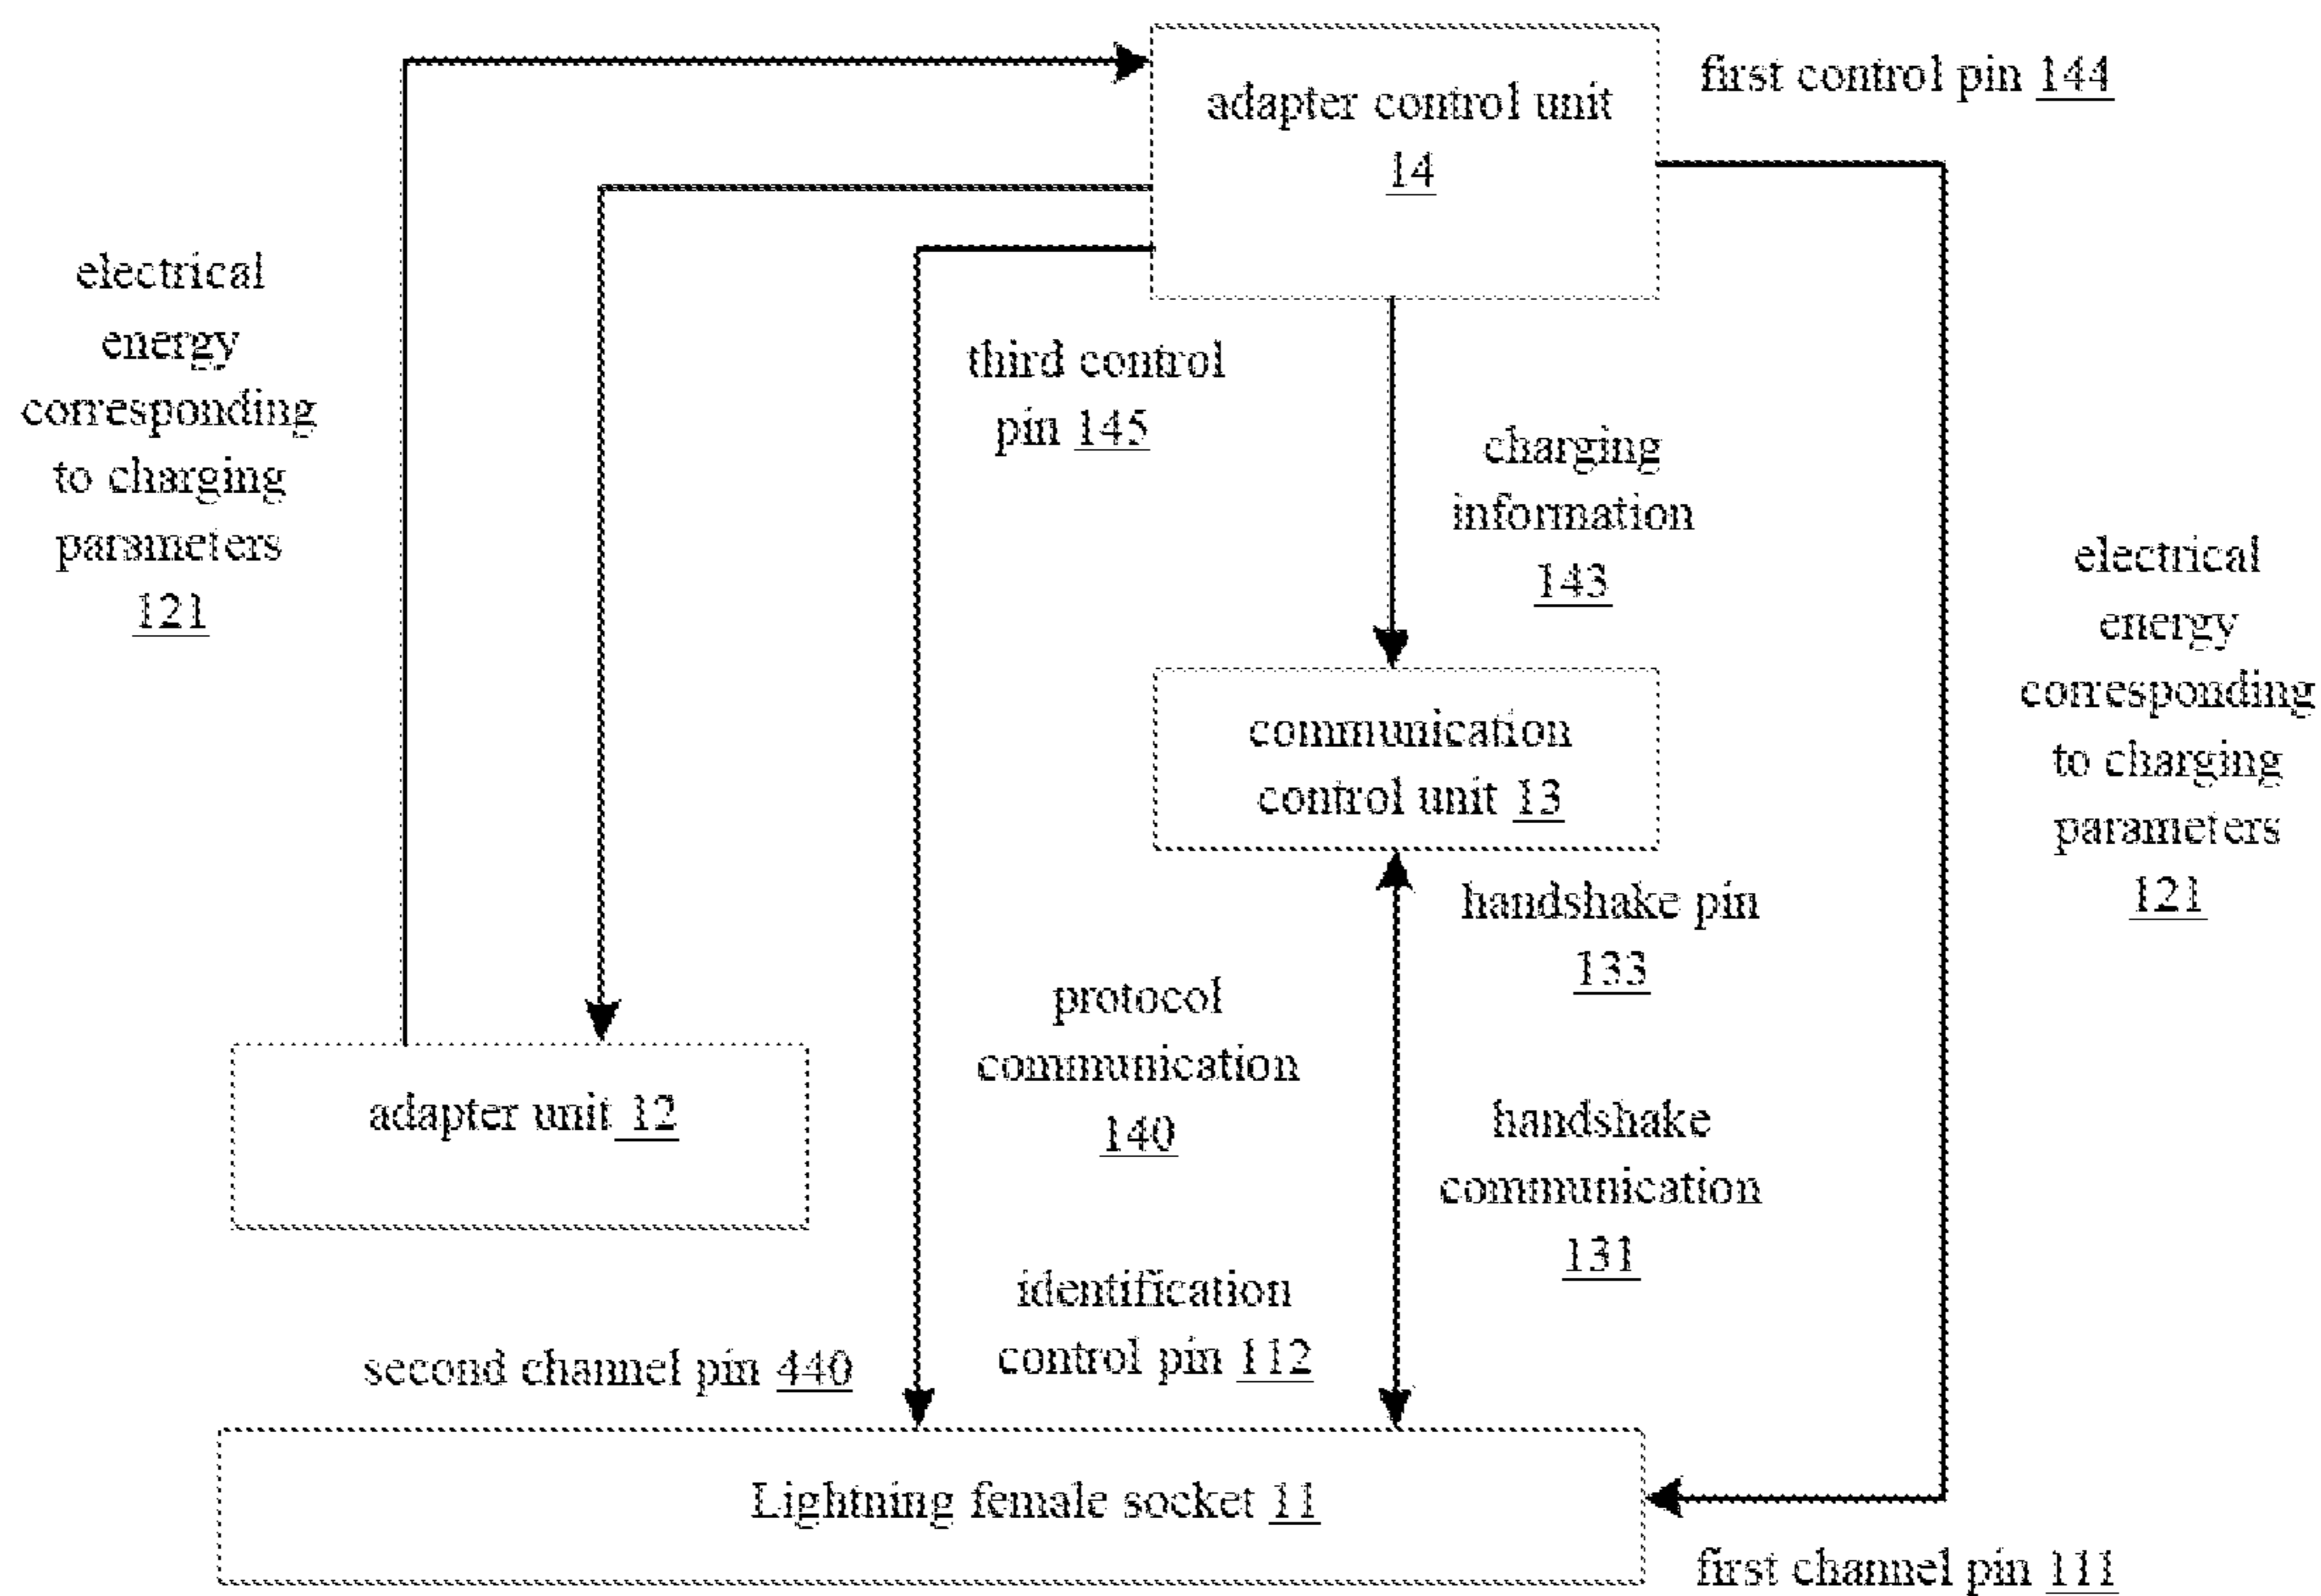 adapter control unit
14
first control pin 144
electrical
energy
corresponding
to charging
parameters
121
third control
pin 145
charging
information
143
communication
control unit 13
electrical
energy
corresponding
to charging
parameters
121
handshake pin
133
protocol
communication
140
adapter unit 12
handshake
communication
131
identification
control pin 112
second channel pin 440
Lightning female socket 11
first channel pin 111